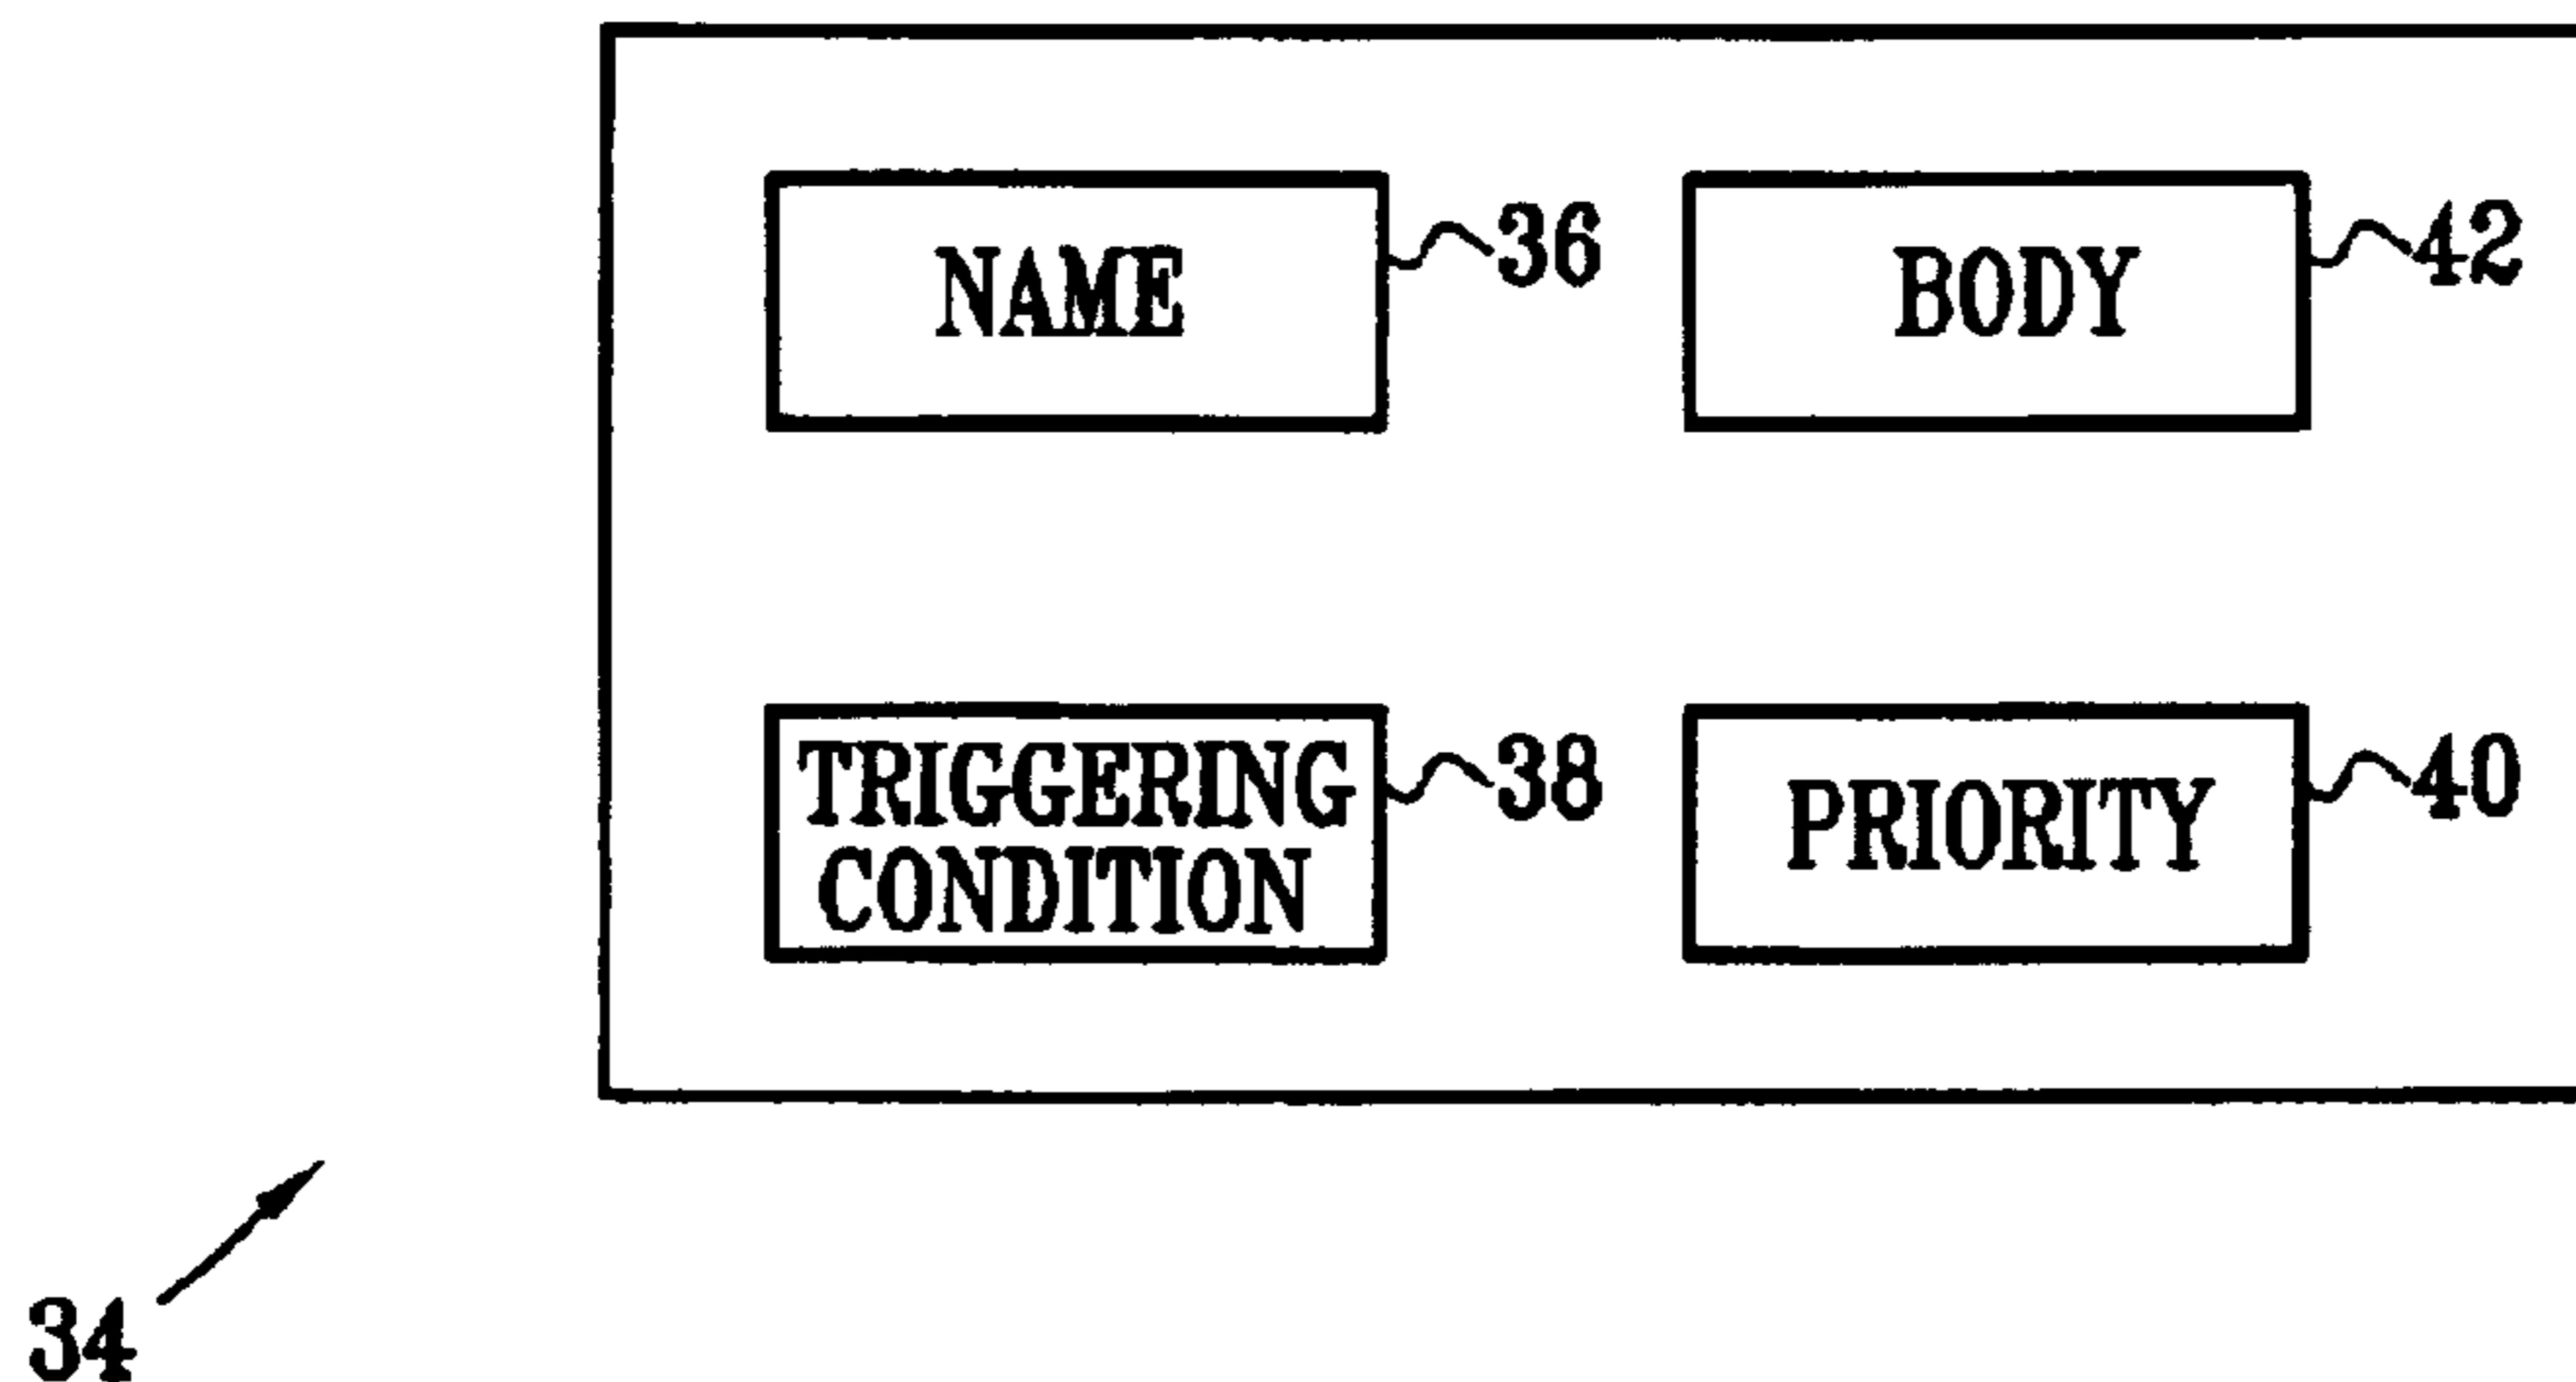 NAME
36
BODY
42
TRIGGERING
CONDITION
38
PRIORITY
40
34